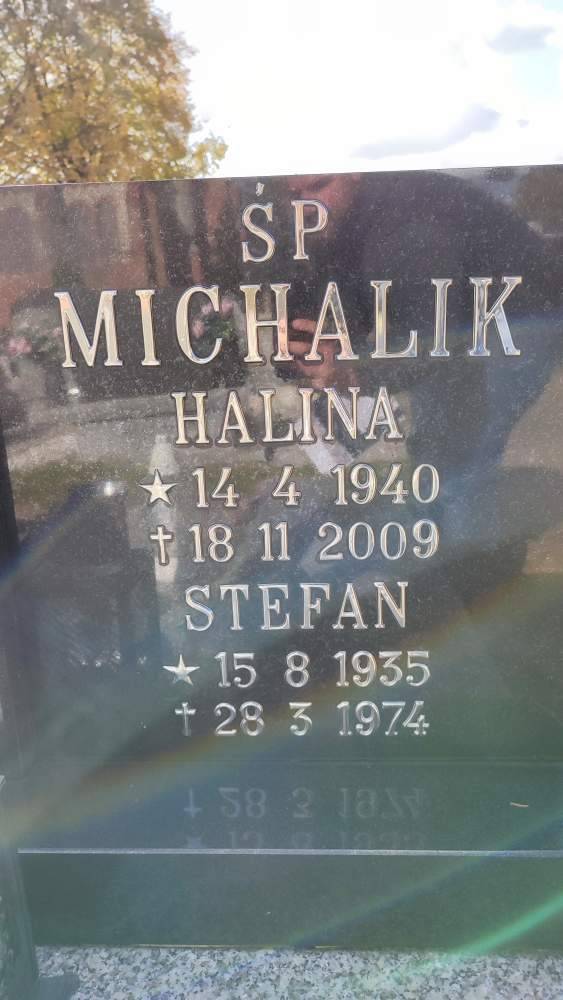 ŚP
MICHALIK
HALINA
★ 14 4 1940
† 18 11 2009
STEFAN
★ 15 8 1935
† 28 3 1974